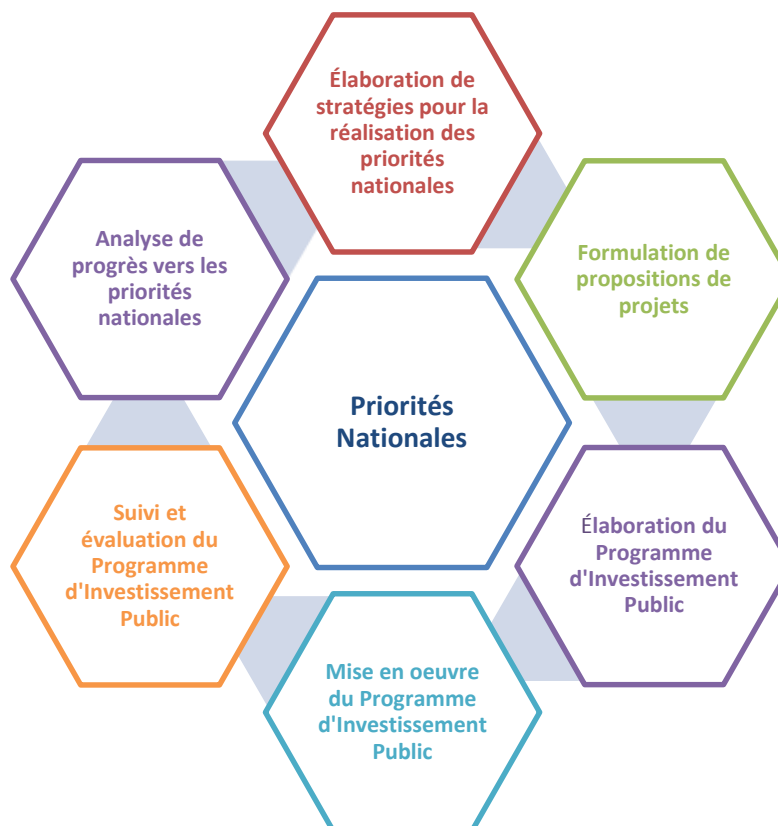 Élaboration de
stratégies pour la
réalisation des
priorités
nationales
Analyse de
progrès vers les
priorités
nationales
Formulation de
propositions de
projets
Priorités
Nationales
Suivi et
évaluation du
Programme
d'Investissement
Public
Élaboration du
Programme
d'Investissement
Public
Mise en oeuvre
du Programme
d'Investissement
Public